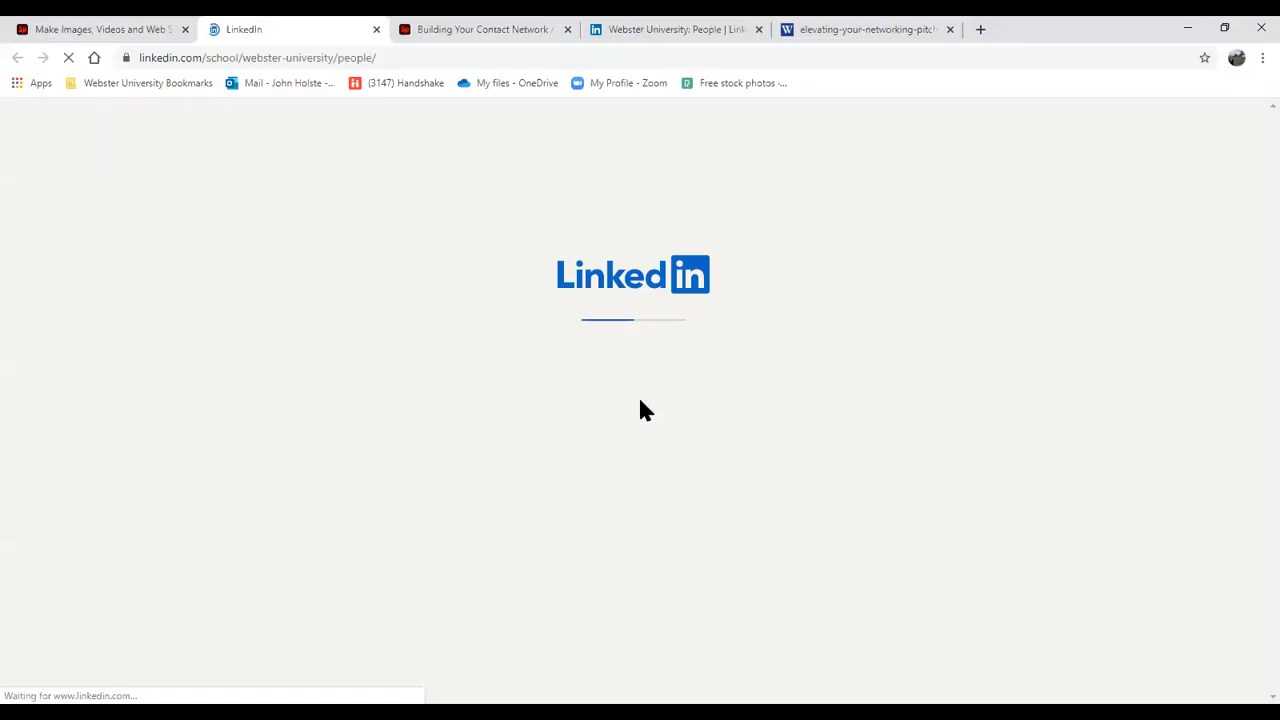 Make Images, Videos and Web S
LinkedIn
Building Your Contact Network
Webster University: People | Link
elevating-your-networking-pitch
linkedin.com/school/webster-university/people/
Apps
Webster University Bookmarks
Mail - John Holste -...
(3147) Handshake
My files - OneDrive
My Profile - Zoom
Free stock photos -...
Linked in
Waiting for www.linkedin.com...